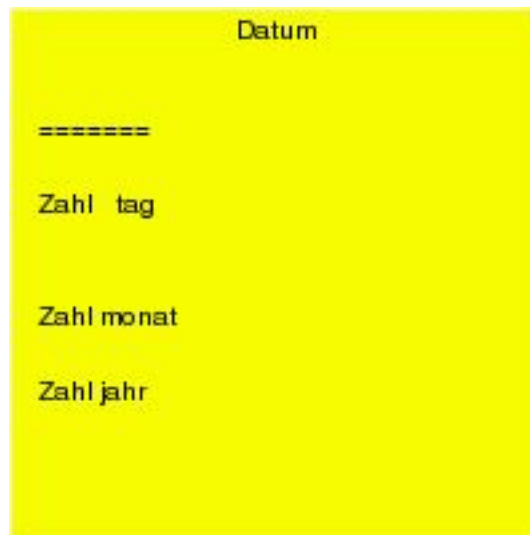 Datum
=======
Zahl tag
Zahl monat
Zahl jahr